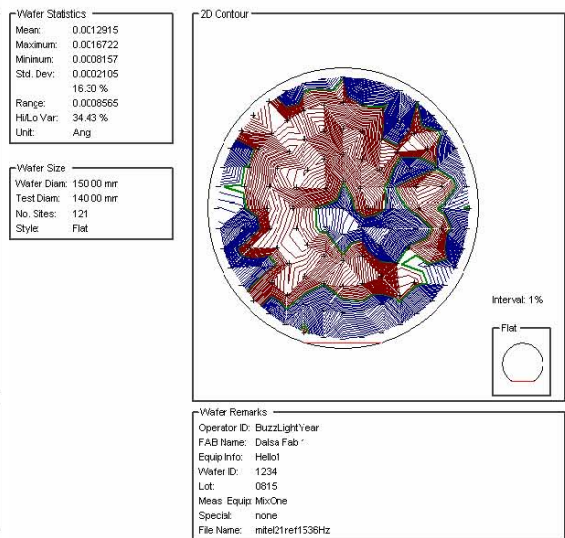 Wafer Statistics
Mean: 0.0012915
Maximum: 0.0016722
Minimum: 0.0008157
Std. Dev: 0.0002105
16.30 %
Range: 0.0008565
Hi/Lo Var: 34.43 %
Unit: Ang
Wafer Size
Wafer Diam: 150.00 mm
Test Diam: 140.00 mm
No. Sites: 121
Style: Flat
2D Contour
Interval: 1%
Flat
Wafer Remarks
Operator ID: BuzzLightYear
FAB Name: Dalsa Fab
Equip Info: Hello1
Wafer ID: 1234
Lot: 0815
Meas. Equip: MixOne
Special: none
File Name: mitel21ref1536Hz